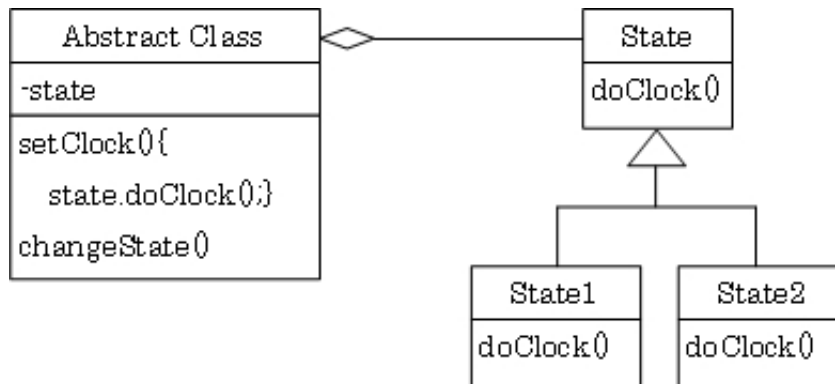 Abstract Class
-state
setClock(){
state.doClock();}
changeState()
State
doClock()
State1
doClock()
State2
doClock()